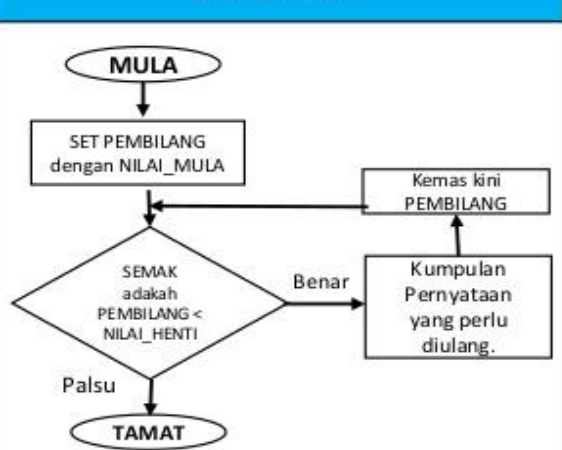 MULA
SET PEMBILANG
dengan NILAI_MULA
Kemas kini
PEMBILANG
SEMAK
adakah
PEMBILANG <
NILAI_HENTI
Benar
Kumpulan
Pernyataan
yang perlu
diulang.
Palsu
TAMAT